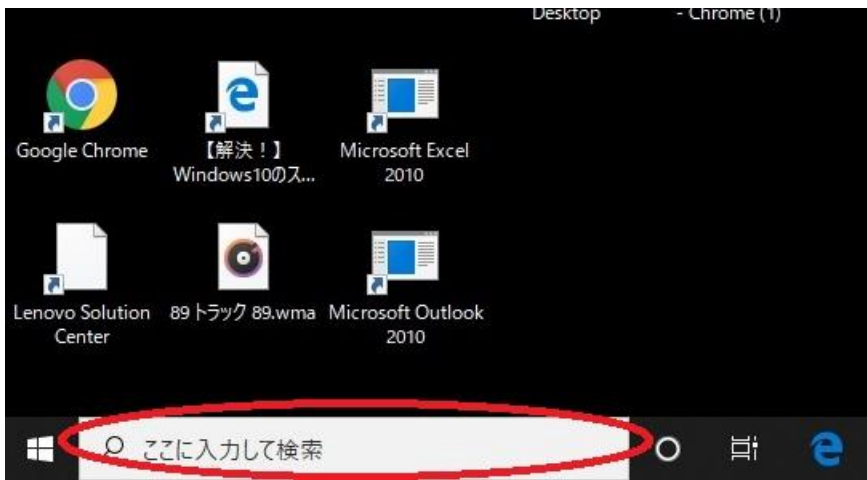 Desktop
- Chrome (1)
Google Chrome
【解決！】
Windows10のス...
Microsoft Excel
2010
Lenovo Solution
Center
89 トラック 89.wma
Microsoft Outlook
2010
ここに入力して検索